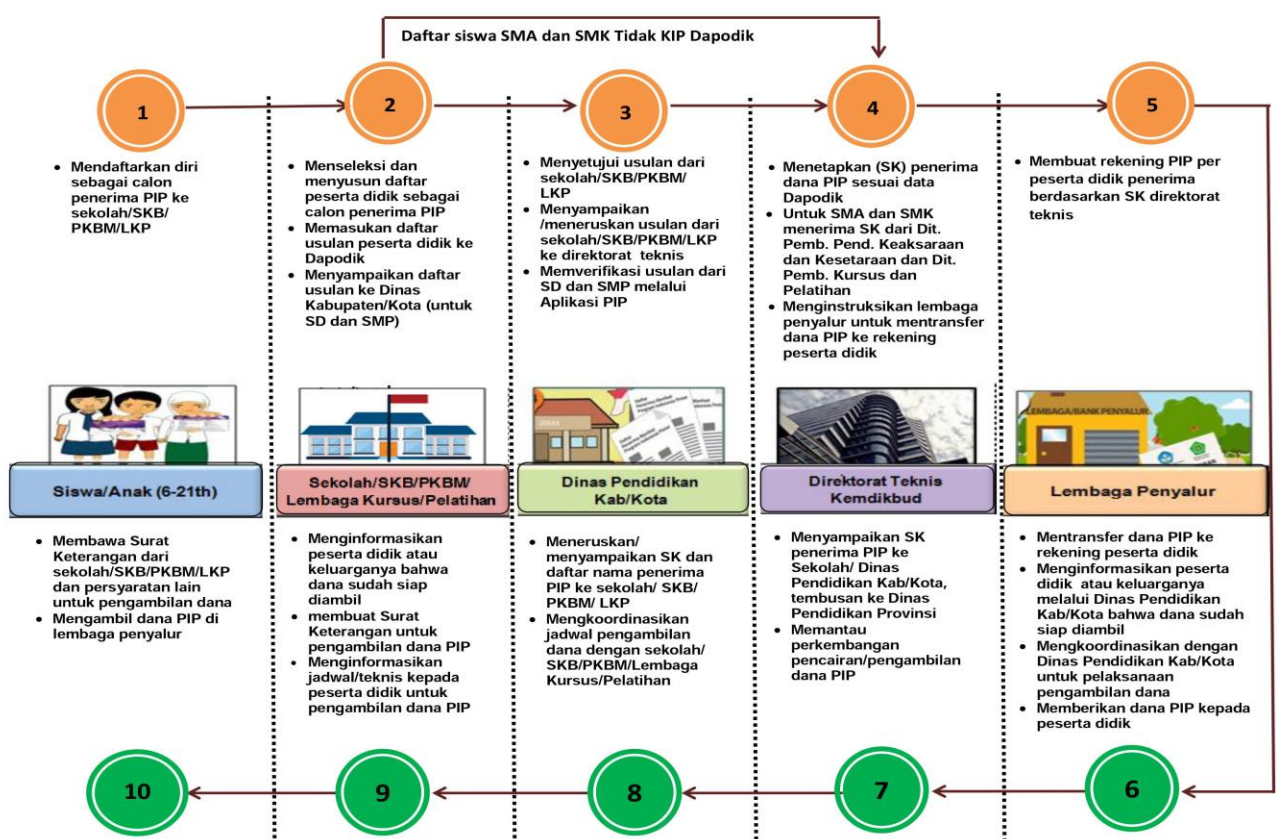 Daftar siswa SMA dan SMK Tidak KIP Dapodik
1
2
3
4
5
• Mendaftarkan diri
sebagai calon
penerima PIP ke
sekolah/SKB/
PKBM/LKP
• Menseleksi dan
menyusun daftar
peserta didik sebagai
calon penerima PIP
• Memasukan daftar
usulan peserta didik ke
Dapodik
• Menyampaikan daftar
usulan ke Dinas
Kabupaten/Kota (untuk
SD dan SMP)
• Menyetujui usulan dari
sekolah/SKB/PKBM/
LKP
• Menyampaikan
/meneruskan usulan dari
sekolah/SKB/PKBM/LKP
ke direktorat teknis
• Memverifikasi usulan dari
SD dan SMP melalui
Aplikasi PIP
• Menetapkan (SK) penerima
dana PIP sesuai data
Dapodik
• Untuk SMA dan SMK
menerima SK dari Dit.
Pemb. Pend. Keaksaraan
dan Kesetaraan dan Dit.
Pemb. Kursus dan
Pelatihan
• Menginstruksikan lembaga
penyalur untuk mentransfer
dana PIP ke rekening
peserta didik
• Membuat rekening PIP per
peserta didik penerima
berdasarkan SK direktorat
teknis
DINAS
LEMBAGA/BANK PENYALUR
Siswa/Anak (6-21th)
Sekolah/SKB/PKBM/
Lembaga Kursus/Pelatihan
Dinas Pendidikan
Kab/Kota
Direktorat Teknis
Kemdikbud
Lembaga Penyalur
• Membawa Surat
Keterangan dari
sekolah/SKB/PKBM/LKP
dan persyaratan lain
untuk pengambilan dana
• Mengambil dana PIP di
lembaga penyalur
• Menginformasikan
peserta didik atau
keluarganya bahwa
dana sudah siap
diambil
• membuat Surat
Keterangan untuk
pengambilan dana PIP
• Menginformasikan
jadwal/teknis kepada
peserta didik untuk
pengambilan dana PIP
• Meneruskan/
menyampaikan SK dan
daftar nama penerima
PIP ke sekolah/ SKB/
PKBM/ LKP
• Mengkoordinasikan
jadwal pengambilan
dana dengan sekolah/
SKB/PKBM/Lembaga
Kursus/Pelatihan
• Menyampaikan SK
penerima PIP ke
Sekolah/ Dinas
Pendidikan Kab/Kota,
tembusan ke Dinas
Pendidikan Provinsi
• Memantau
perkembangan
pencairan/pengambilan
dana PIP
• Mentransfer dana PIP ke
rekening peserta didik
• Menginformasikan peserta
didik atau keluarganya
melalui Dinas Pendidikan
Kab/Kota bahwa dana sudah
siap diambil
• Mengkoordinasikan dengan
Dinas Pendidikan Kab/Kota
untuk pelaksanaan
pengambilan dana
• Memberikan dana PIP kepada
peserta didik
10
9
8
7
6